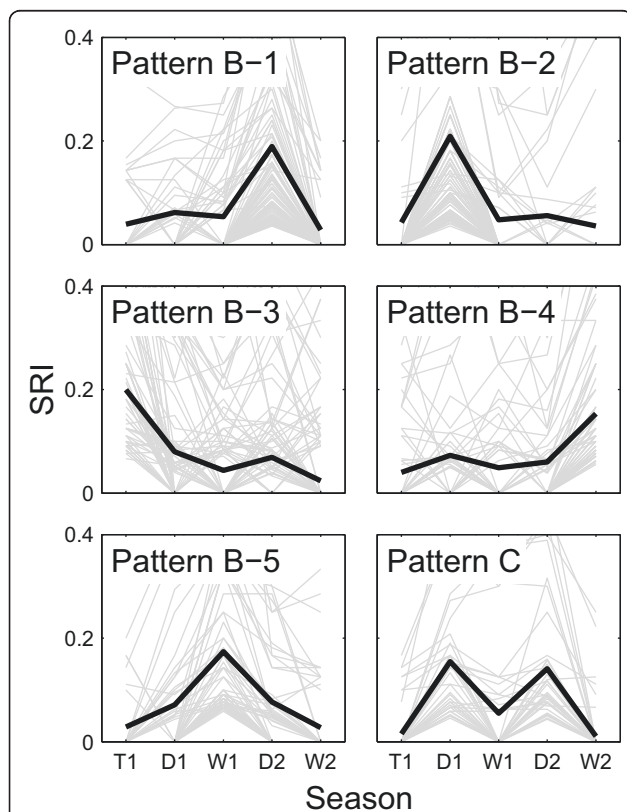 0.4
Pattern B−1
Pattern B−2
0.2
0
0.4
Pattern B−3
Pattern B−4
SRI
0.2
0
0.4
Pattern B−5
Pattern C
0.2
0
T1 D1 W1 D2 W2
T1 D1 W1 D2 W2
Season